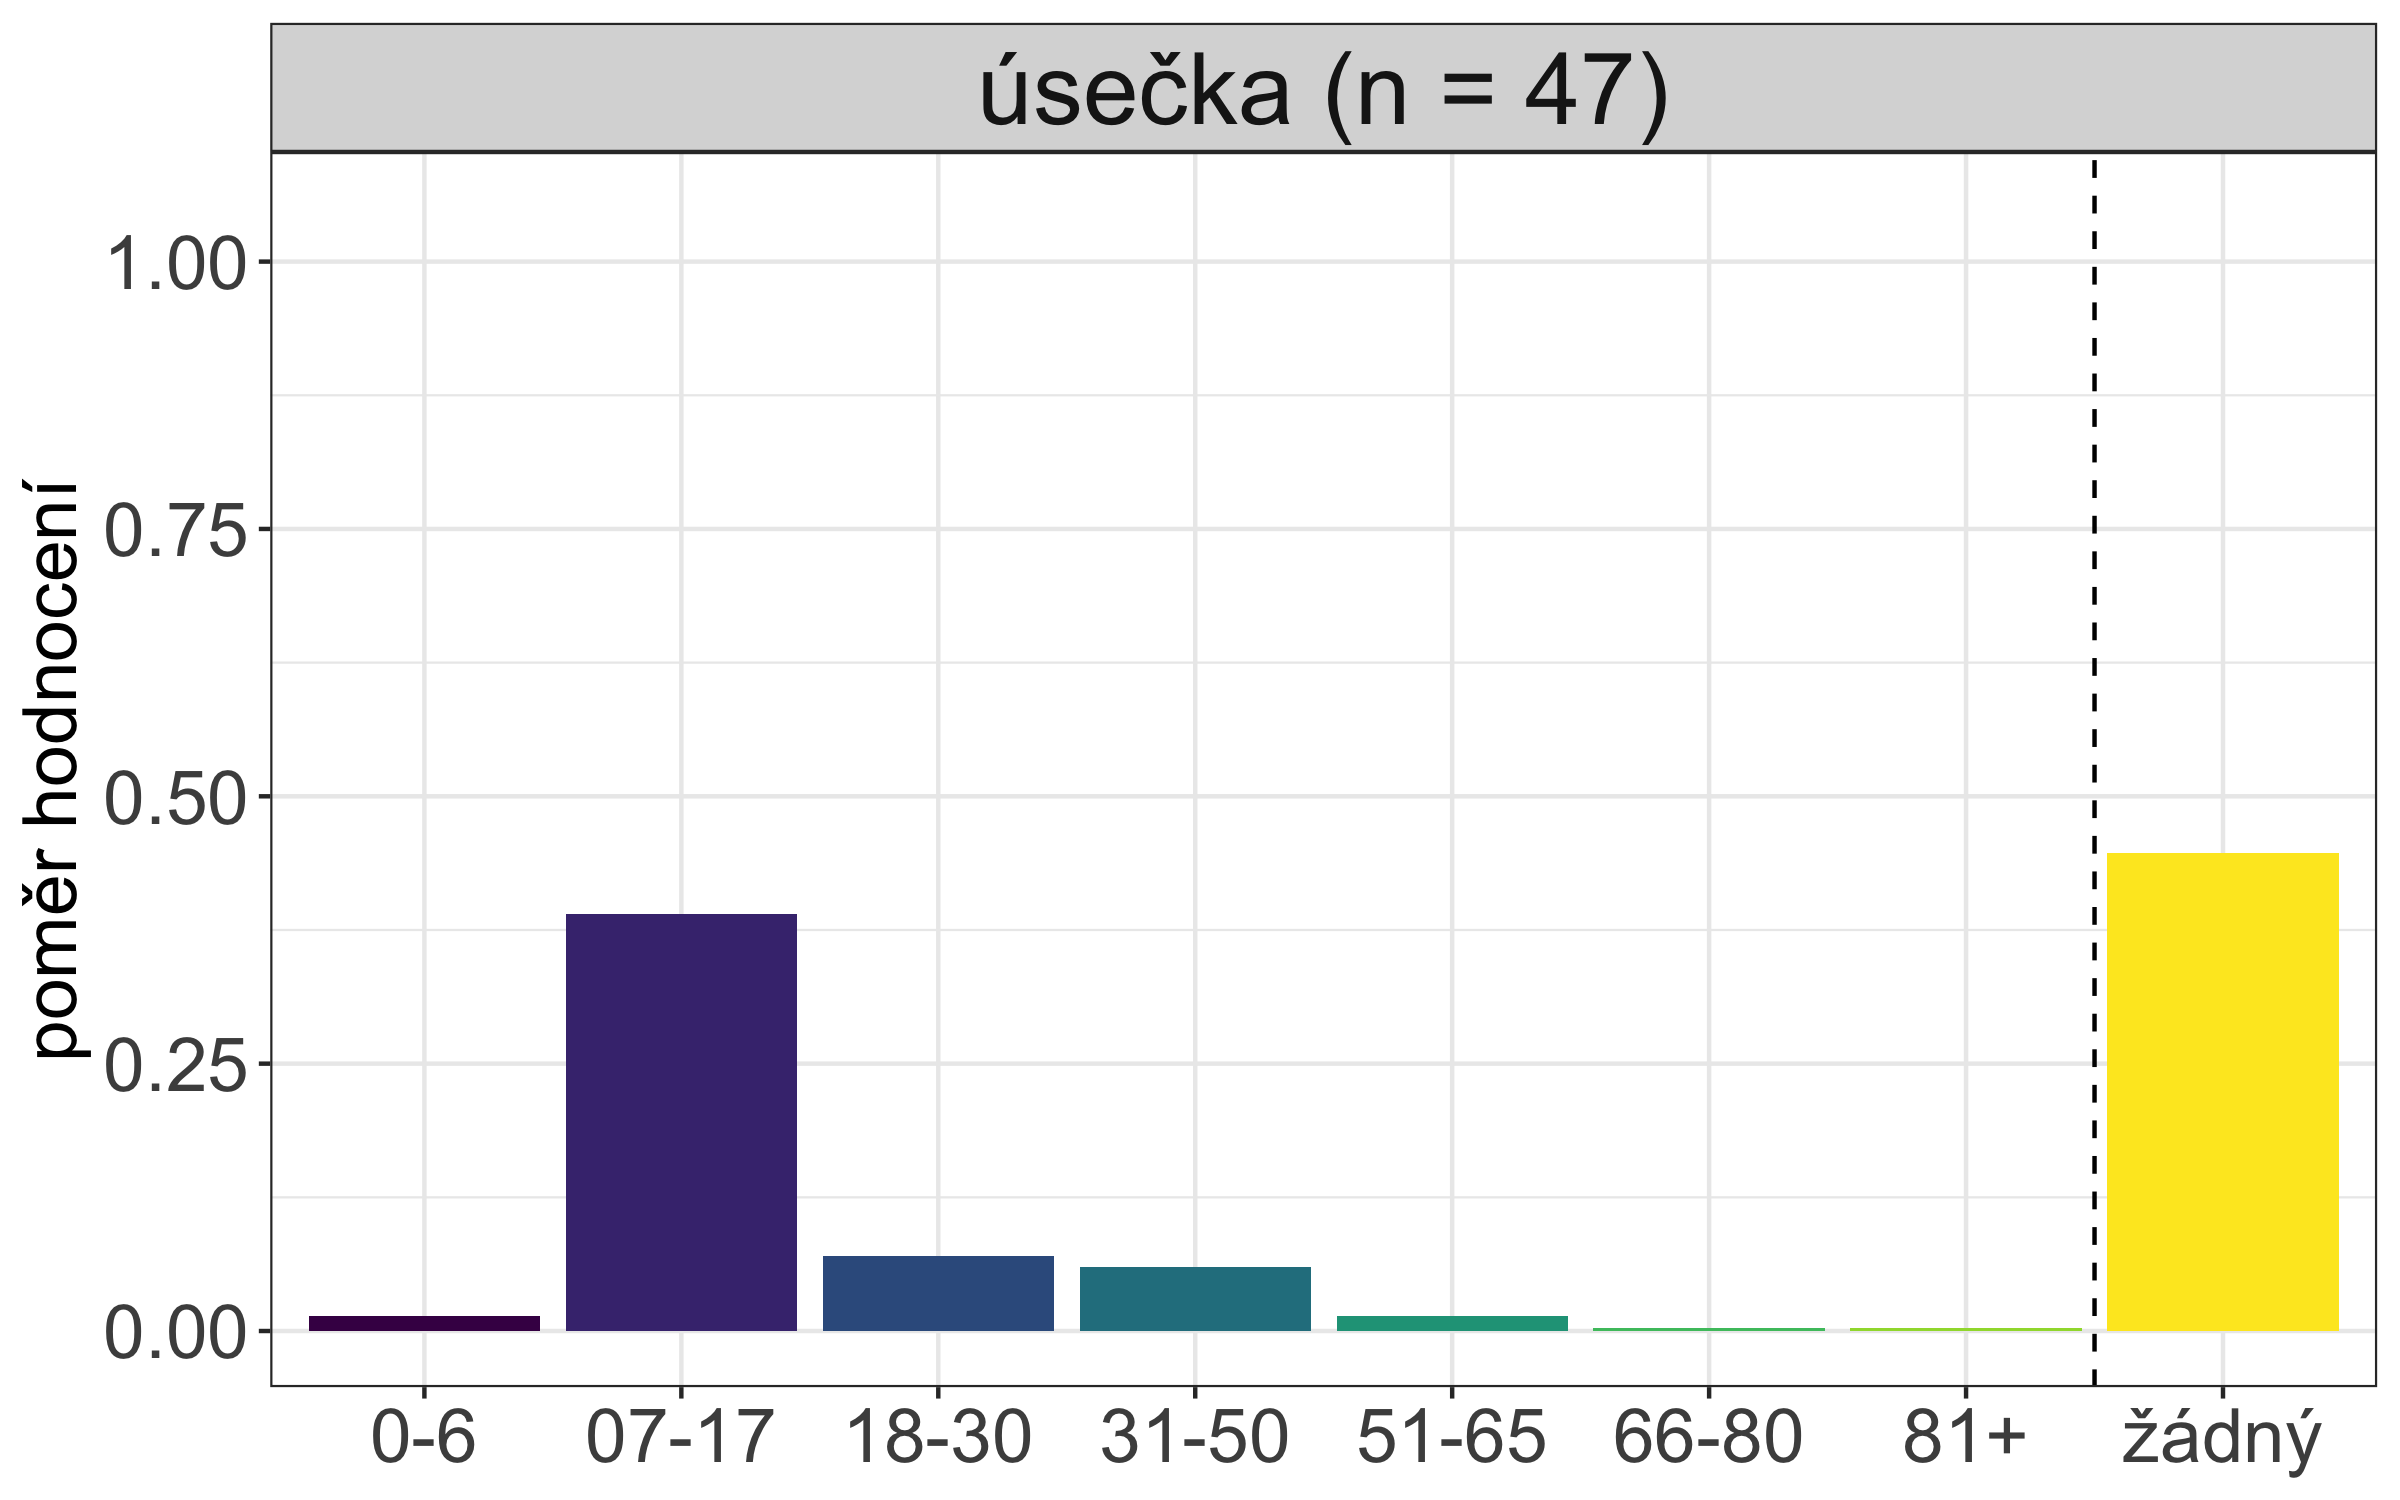 úsečka (n = 47)
poměr hodnocení
1.00
0.75
0.50
0.25
0.00
0-6 07-17 18-30 31-50 51-65 66-80 81+ žádný